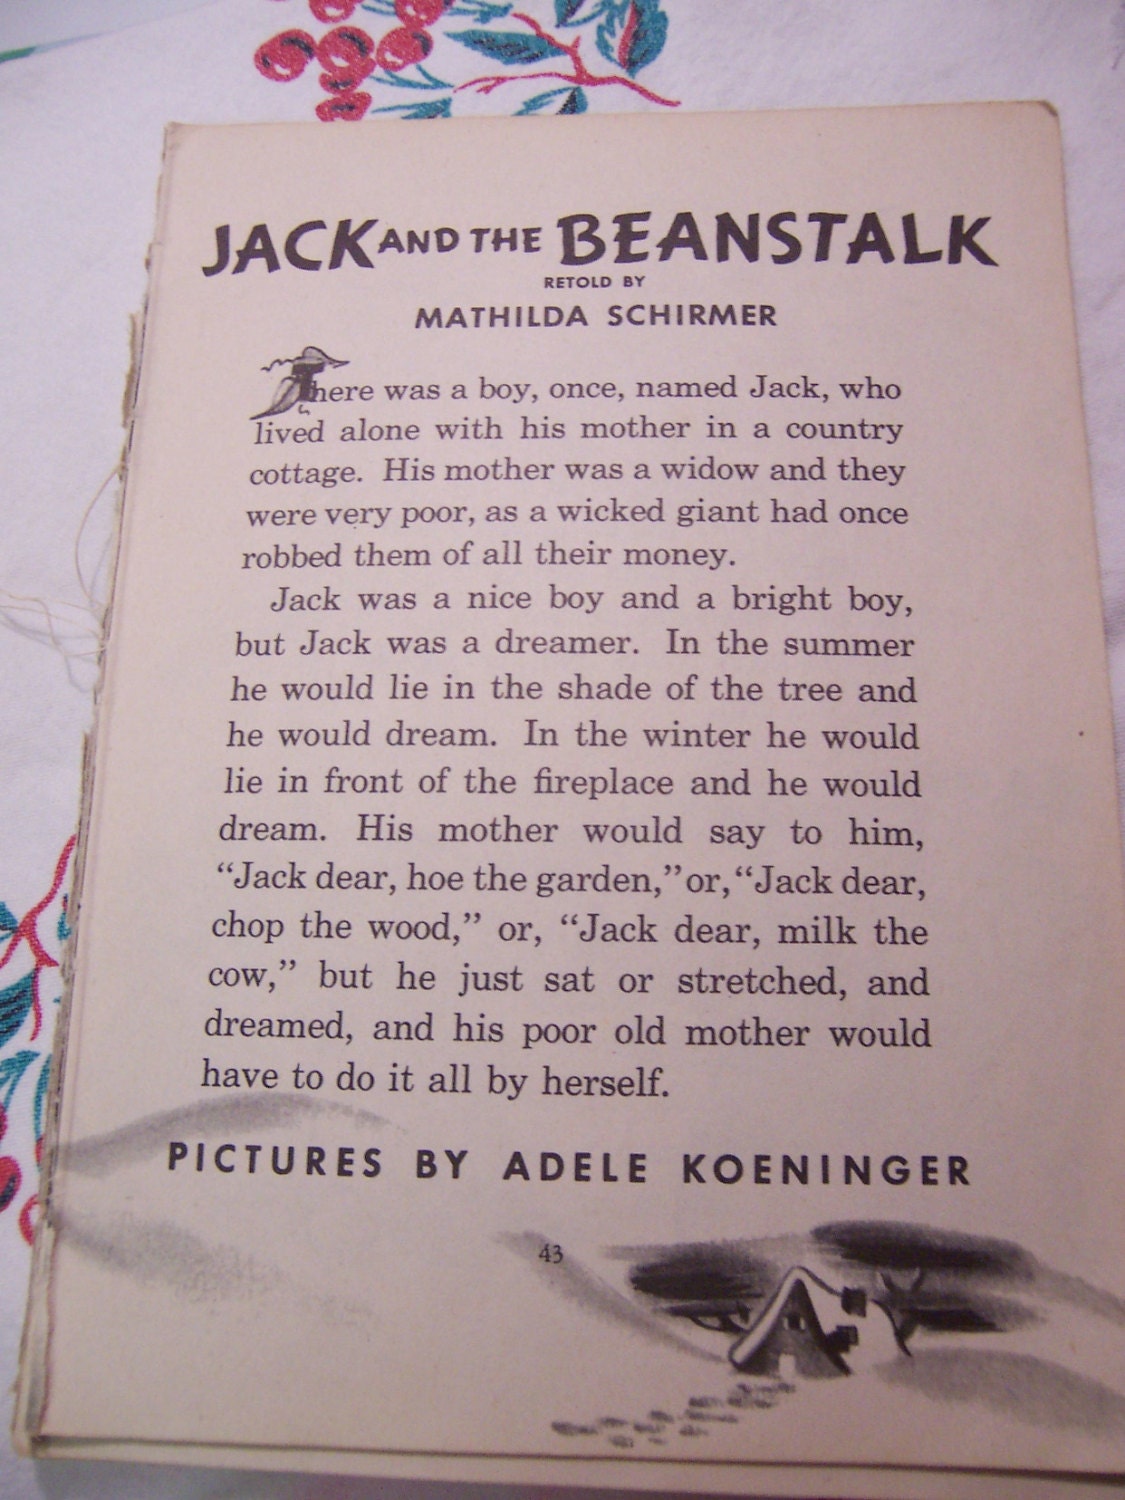 JACK AND THE BEANSTALK
RETOLD BY
MATHILDA SCHIRMER
There was a boy, once, named Jack, who
lived alone with his mother in a country
cottage. His mother was a widow and they
were very poor, as a wicked giant had once
robbed them of all their money.
Jack was a nice boy and a bright boy,
but Jack was a dreamer. In the summer
he would lie in the shade of the tree and
he would dream. In the winter he would
lie in front of the fireplace and he would
dream. His mother would say to him,
“Jack dear, hoe the garden,” or, “Jack dear,
chop the wood,” or, “Jack dear, milk the
cow,” but he just sat or stretched, and
dreamed, and his poor old mother would
have to do it all by herself.
PICTURES BY ADELE KOENINGER
43